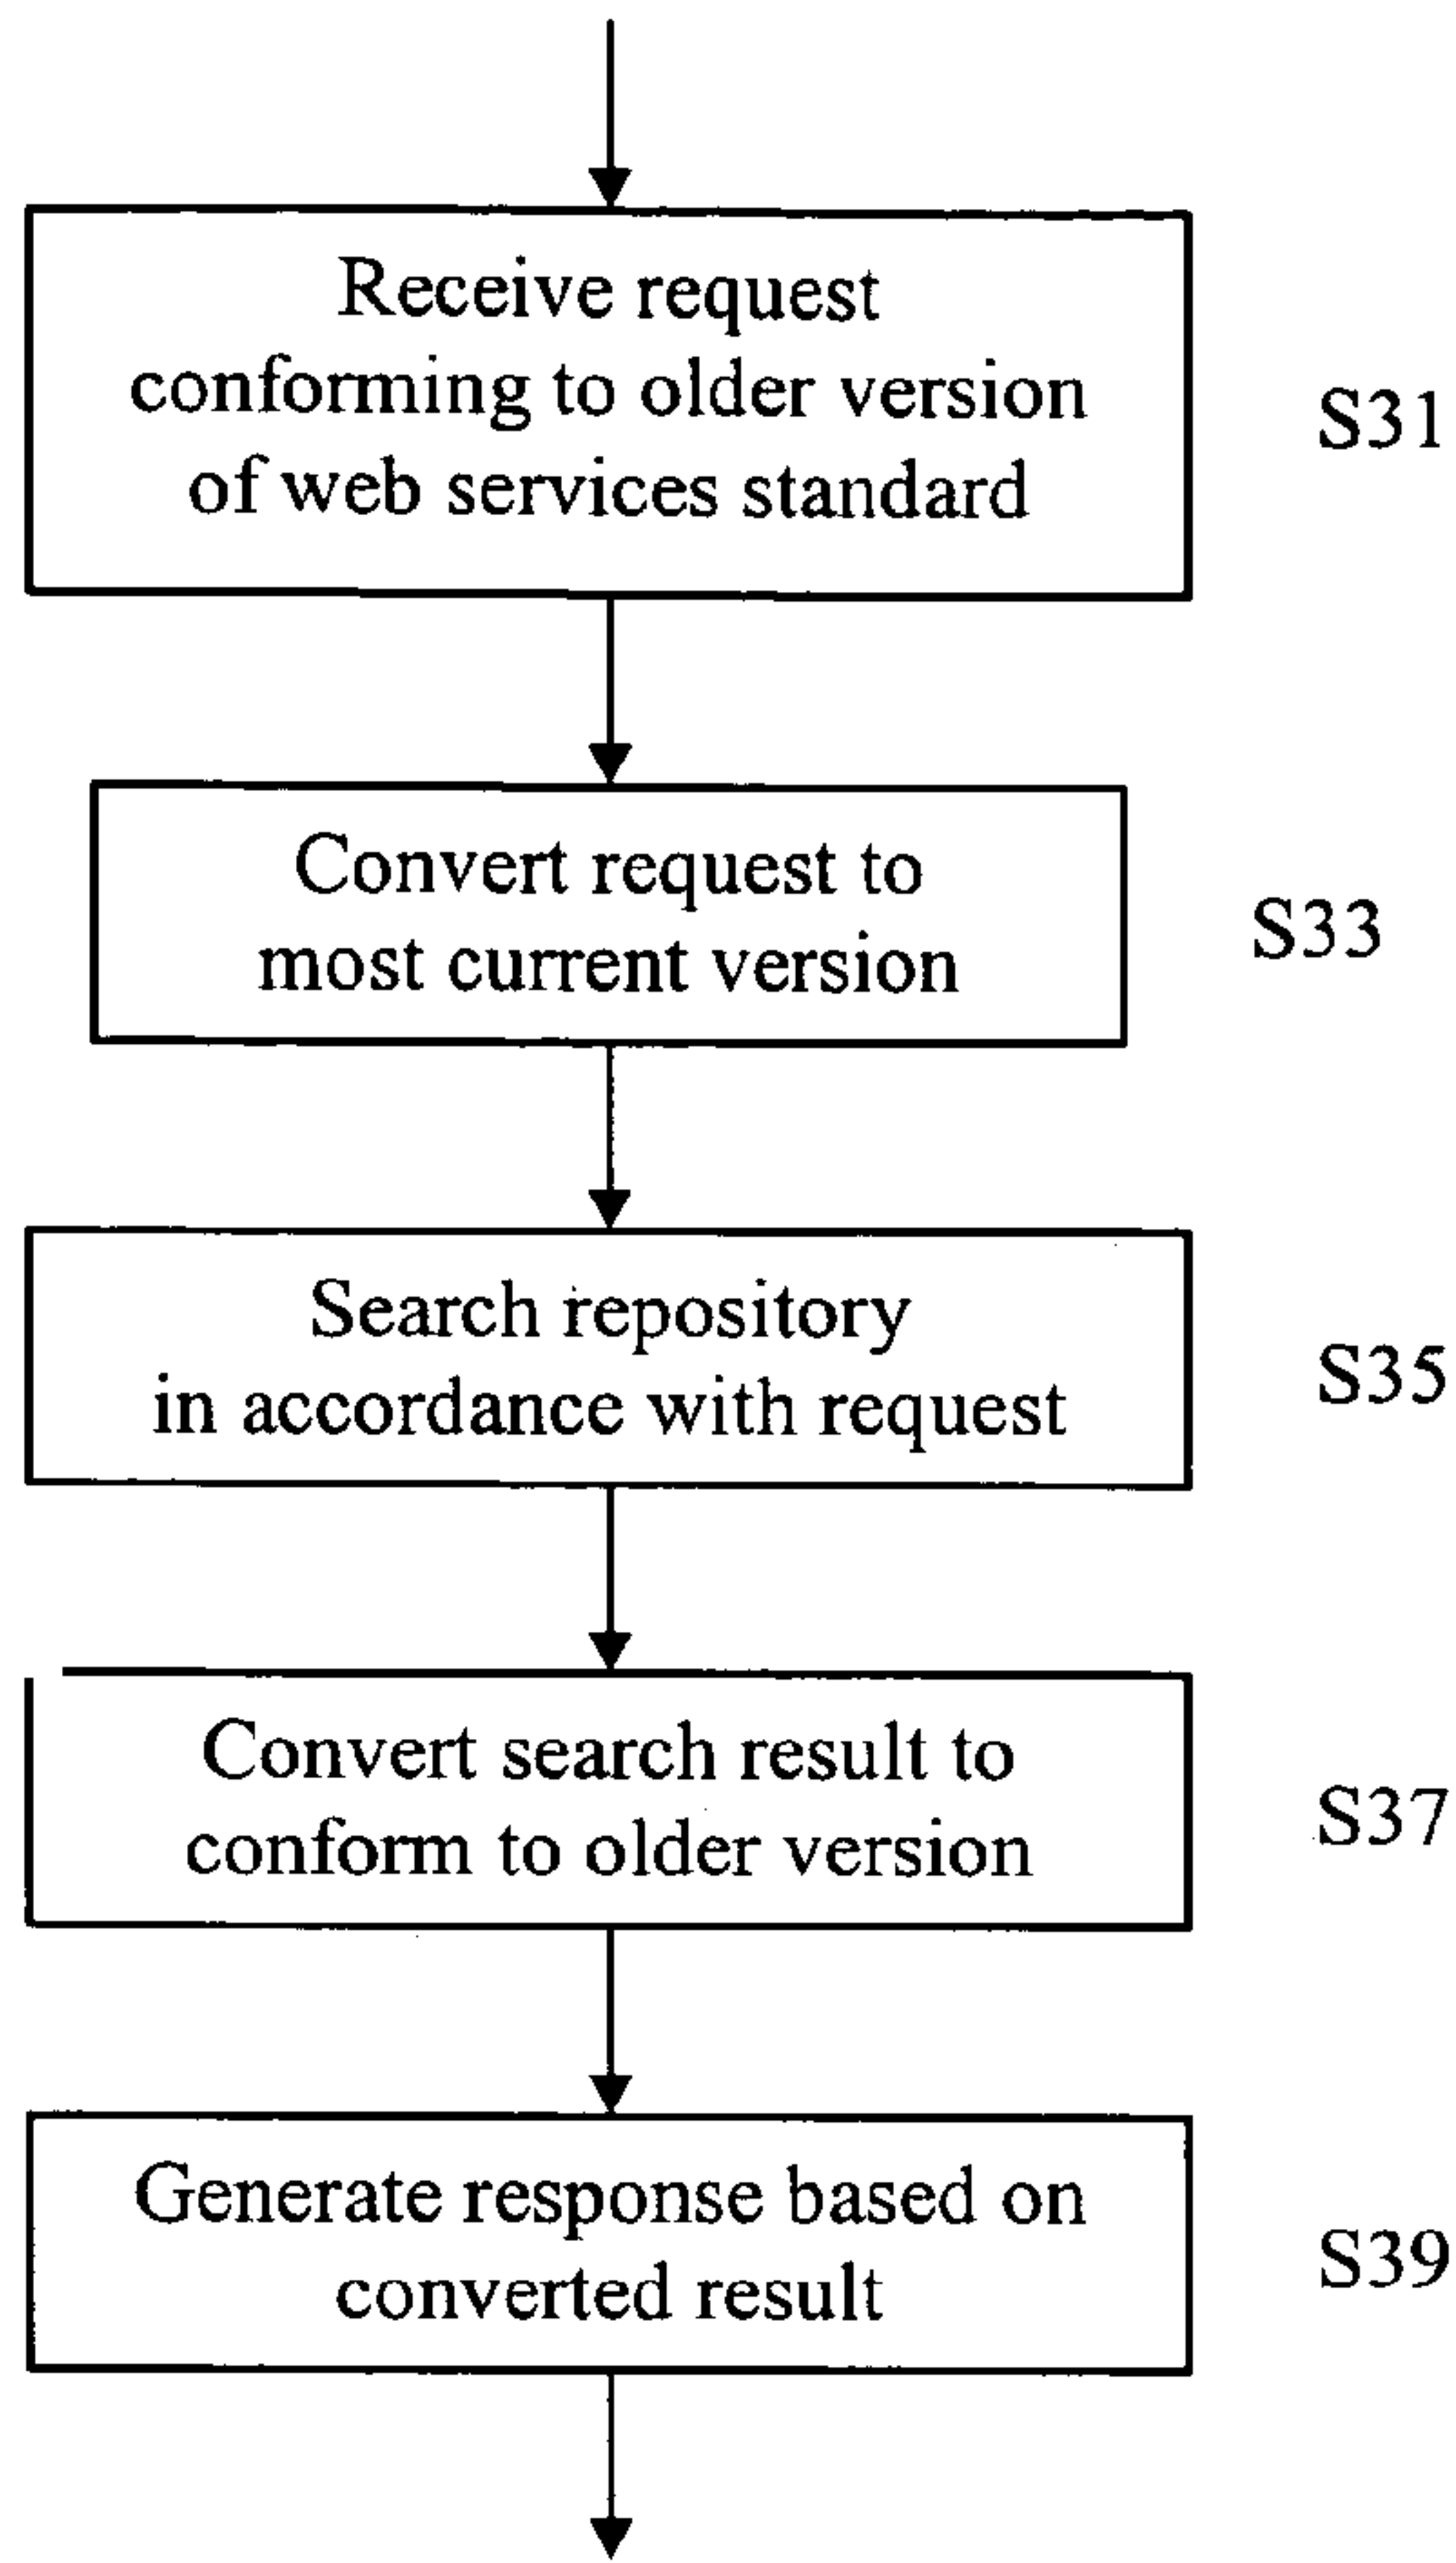 Receive request
conforming to older version
of web services standard
S31
Convert request to
most current version
S33
Search repository
in accordance with request
S35
Convert search result to
conform to older version
S37
Generate response based on
converted result
S39